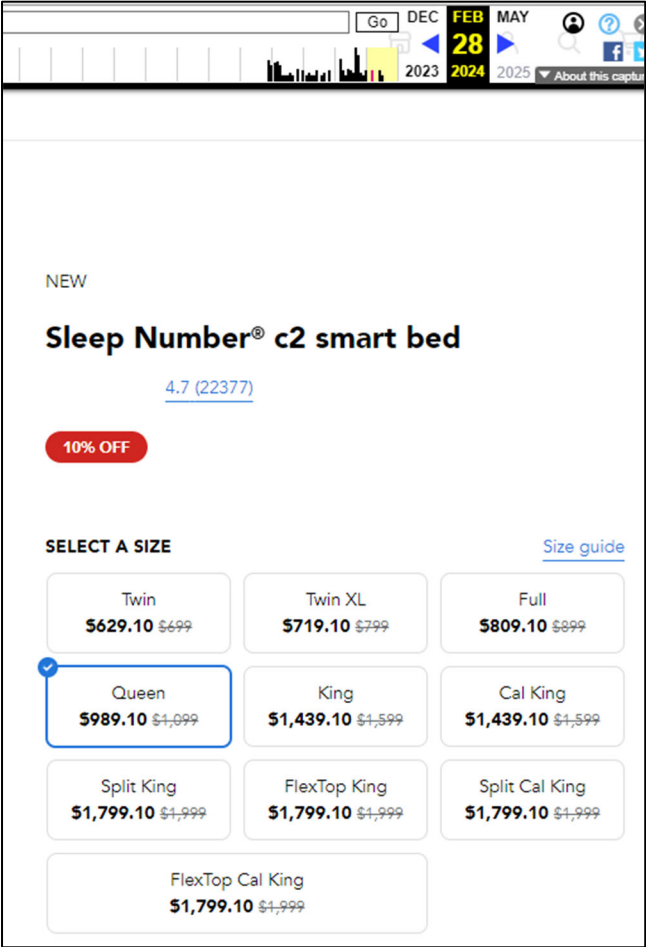 Go DEC FEB MAY
28
2023 2024 2025 About this captur
NEW
Sleep Number® c2 smart bed
4.7 (22377)
10% OFF
SELECT A SIZE Size guide
Twin Twin XL Full
$629.10 $699 $719.10 $799 $809.10 $899
Queen King Cal King
$989.10 $1,099 $1,439.10 $1,599 $1,439.10 $1,599
Split King FlexTop King Split Cal King
$1,799.10 $1,999 $1,799.10 $1,999 $1,799.10 $1,999
FlexTop Cal King
$1,799.10 $1,999